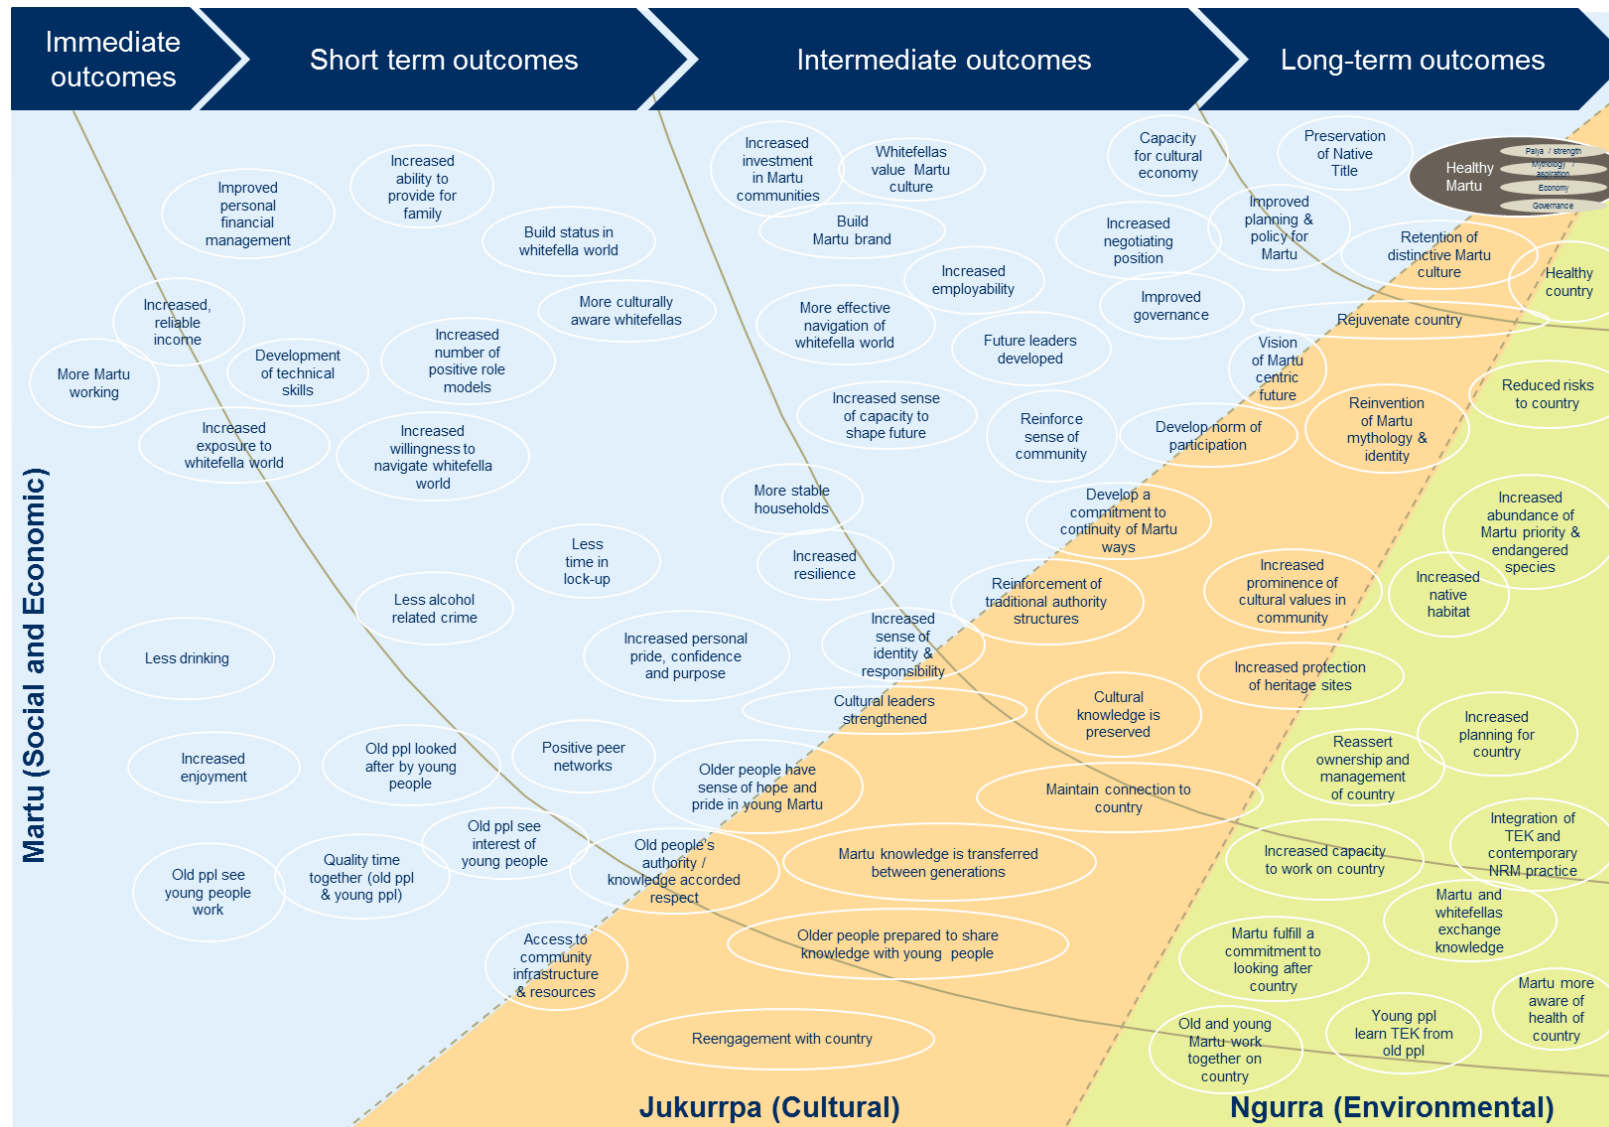 Immediate
outcomes
Short term outcomes
Intermediate outcomes
Long-term outcomes
Martu (Social and Economic)
Increased
investment
in Martu
communities
Whitefellas
value Martu
culture
Capacity
for cultural
economy
Preservation
of Native
Title
Healthy
Martu
Palya / strength
Mythology /
aspiration
Economy
Governance
Improved
personal
financial
management
Increased
ability to
provide for
family
Build status in
whitefella world
Build
Martu brand
Increased
negotiating
position
Improved
planning &
policy for
Martu
Retention of
distinctive Martu
culture
Healthy
country
Increased,
reliable
income
More culturally
aware whitefellas
Increased
employability
More effective
navigation of
whitefella world
Improved
governance
Rejuvenate country
More Martu
working
Development
of technical
skills
Increased
number of
positive role
models
Future leaders
developed
Vision
of Martu
centric
future
Reduced risks
to country
Increased
exposure to
whitefella world
Increased
willingness to
navigate whitefella
world
Increased sense
of capacity to
shape future
Reinforce
sense of
community
Develop norm of
participation
Reinvention
of Martu
mythology &
identity
More stable
households
Develop a
commitment to
continuity of Martu
ways
Increased
abundance of
Martu priority &
endangered
species
Less
time in
lock-up
Increased
resilience
Less alcohol
related crime
Reinforcement of
traditional authority
structures
Increased
prominence of
cultural values in
community
Increased
native
habitat
Less drinking
Increased personal
pride, confidence
and purpose
Increased
sense of
identity &
responsibility
Increased protection
of heritage sites
Cultural leaders
strengthened
Cultural
knowledge is
preserved
Increased
planning for
country
Increased
enjoyment
Old ppl looked
after by young
people
Positive peer
networks
Older people have
sense of hope and
pride in young Martu
Maintain connection to
country
Reassert
ownership and
management
of country
Old ppl see
young people
work
Quality time
together (old ppl
& young ppl)
Old ppl see
interest of
young people
Old people's
authority /
knowledge accorded
respect
Martu knowledge is transferred
between generations
Increased capacity
to work on country
Integration of
TEK and
contemporary
NRM practice
Access to
community
infrastructure
& resources
Older people prepared to share
knowledge with young people
Martu fulfill a
commitment to
looking after
country
Martu and
whitefellas
exchange
knowledge
Reengagement with country
Old and young
Martu work
together on
country
Young ppl
learn TEK from
old ppl
Martu more
aware of
health of
country
Jukurrpa (Cultural)
Ngurra (Environmental)